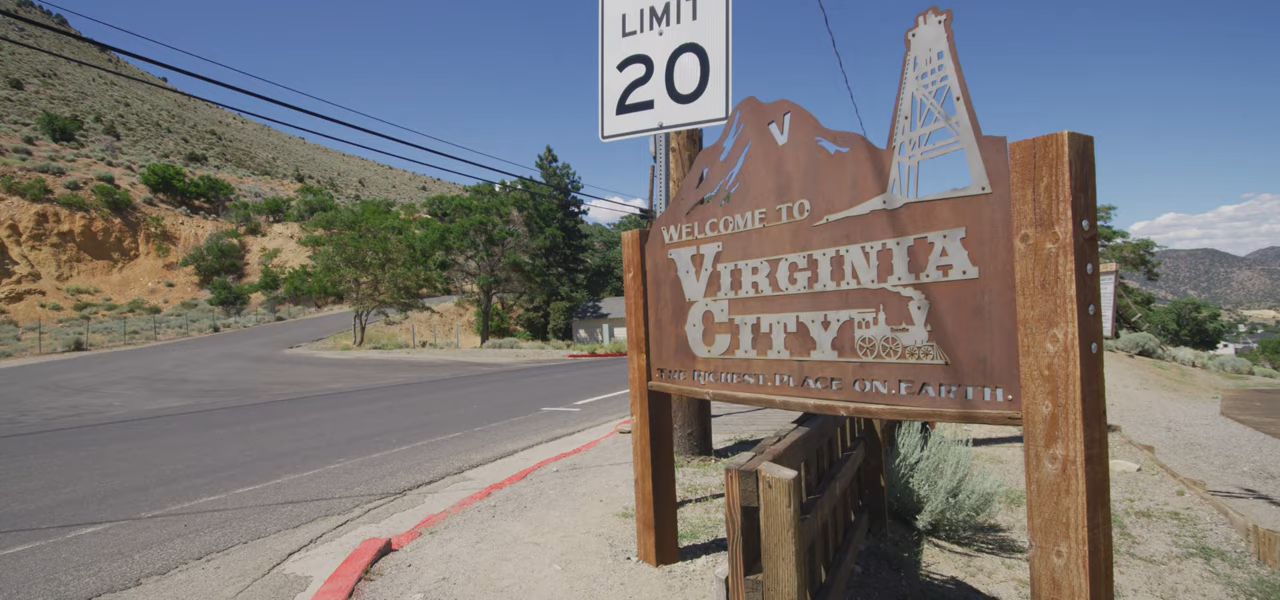 LIMIT
20
V
WELCOME TO
VIRGINIA
CITY
THE RICHEST PLACE ON EARTH.